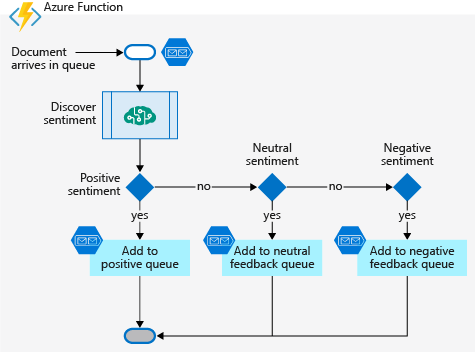 Azure Function
Document
arrives in queue
Discover
sentiment
Positive
sentiment
no
Neutral
sentiment
no
Negative
sentiment
yes
yes
yes
Add to
positive queue
Add to neutral
feedback queue
Add to negative
feedback queue